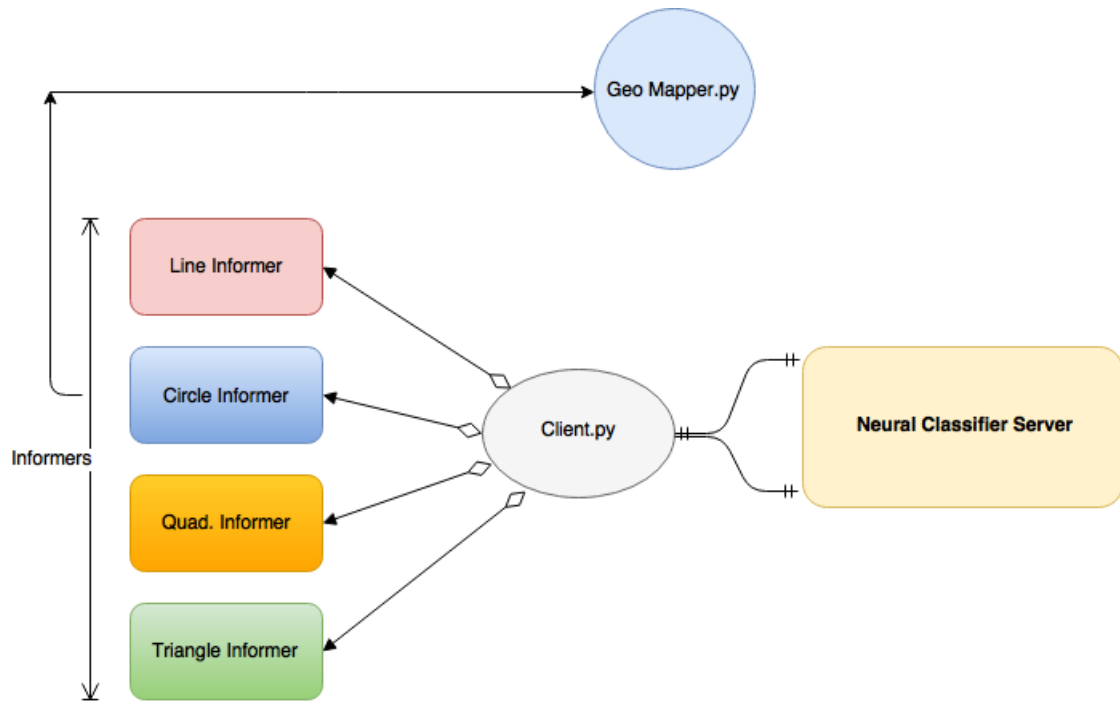 Geo Mapper.py
Line Informer
Circle Informer
Informers
Quad. Informer
Triangle Informer
Client.py
Neural Classifier Server